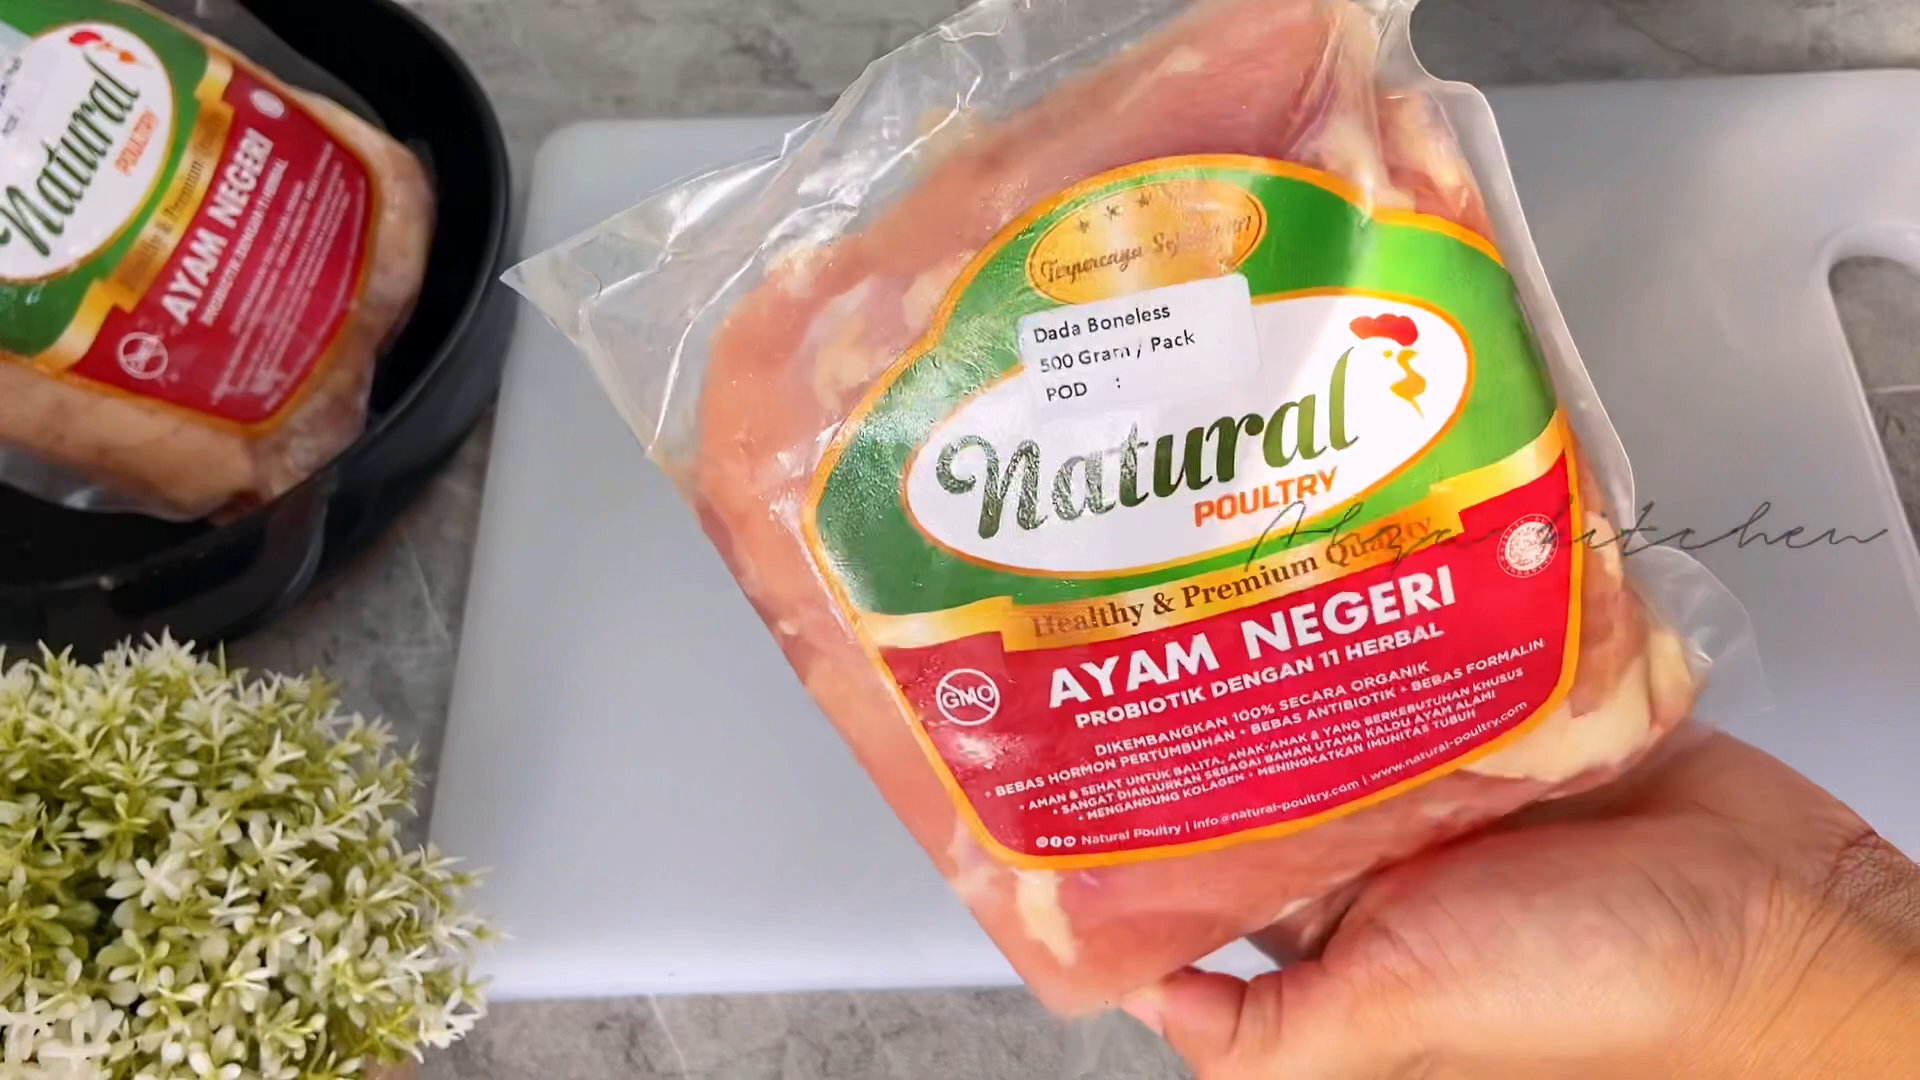 Natural
POULTRY
AYAM NEGERI
Terpercaya
Dada Boneless
500 Gram / Pack
POD :
Natural
POULTRY
Healthy & Premium Quality
Ahza kitchen
AYAM NEGERI
PROBIOTIK DENGAN 11 HERBAL
GMO
DIKEMBANGKAN 100% SECARA ORGANIK
• BEBAS HORMON PERTUMBUHAN • BEBAS ANTIBIOTIK • BEBAS FORMALIN
• AMAN & SEHAT UNTUK BALITA, ANAK-ANAK & YANG BERKEBUTUHAN KHUSUS
• SANGAT DIANJURKAN SEBAGAI BAHAN UTAMA KALDU AYAM ALAMI
• MENGANDUNG KOLAGEN • MENINGKATKAN IMUNITAS TUBUH
Natural Poultry | info@natural-poultry.com | www.natural-poultry.com